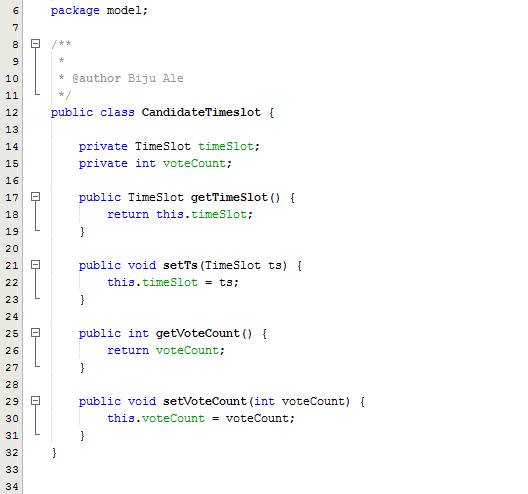 6 package model;
7
8 /**
9 *
10 * @author Biju Ale
11 */
12 public class CandidateTimeslot {
13
14 private TimeSlot timeSlot;
15 private int voteCount;
16
17 public TimeSlot getTimeSlot() {
18 return this.timeSlot;
19 }
20
21 public void setTs(TimeSlot ts) {
22 this.timeSlot = ts;
23 }
24
25 public int getVoteCount() {
26 return voteCount;
27 }
28
29 public void setVoteCount(int voteCount) {
30 this.voteCount = voteCount;
31 }
32 }
33
34